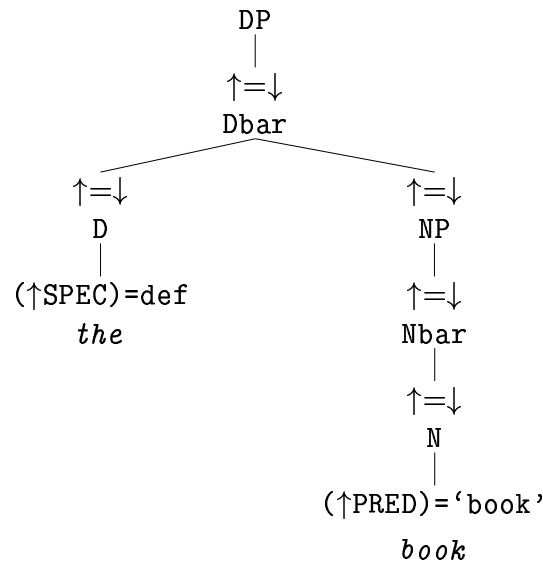 DP
↑=↓
Dbar
↑=↓ ↑=↓
D NP
(↑SPEC)=def ↑=↓
the Nbar
↑=↓
N
(↑PRED)=‘book’
book